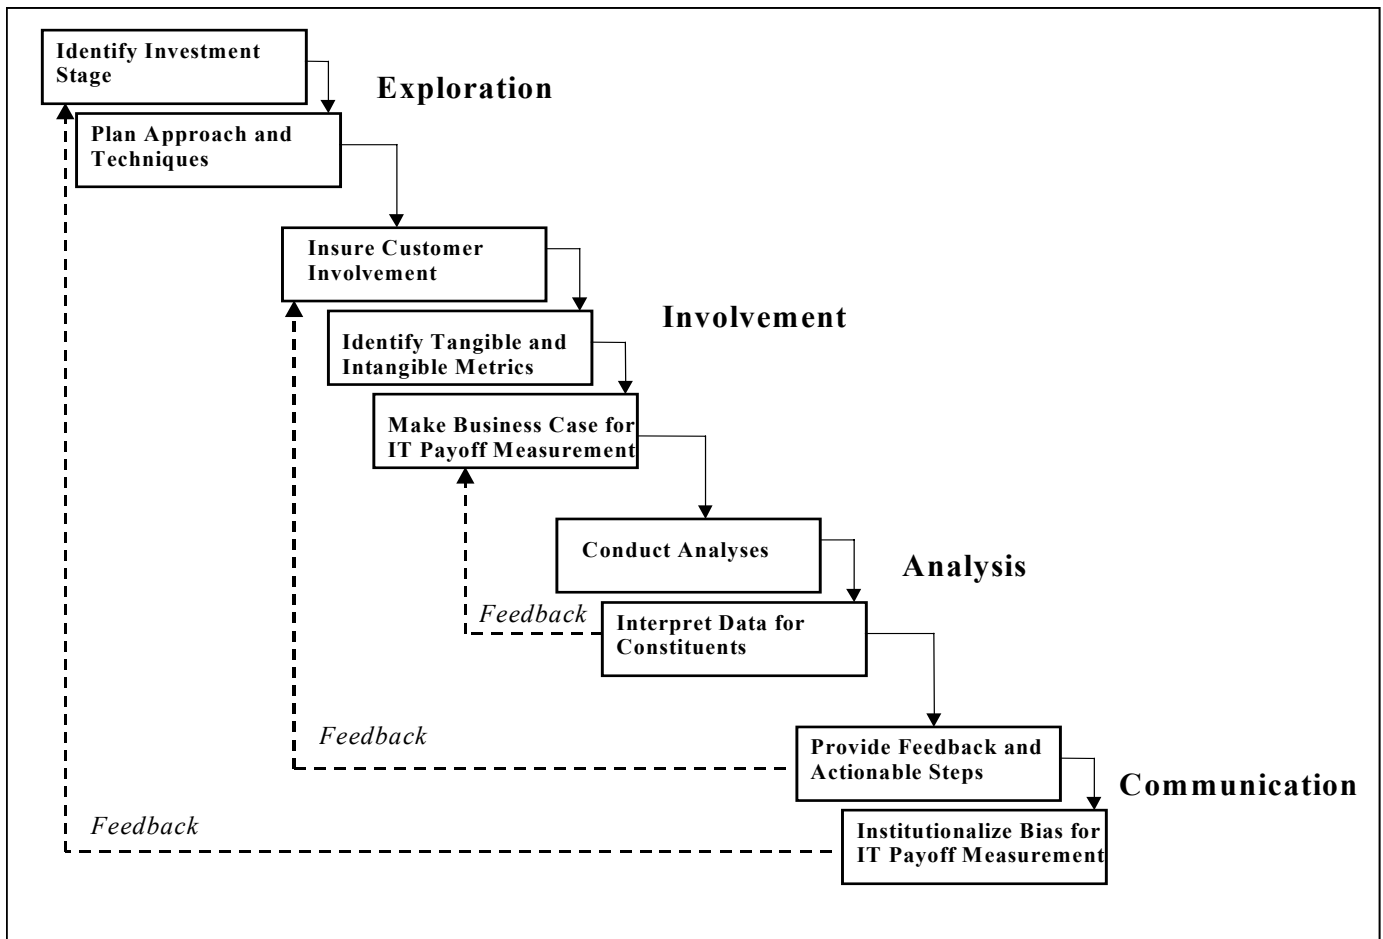 Identify Investment
Stage
Exploration
Plan Approach and
Techniques
Insure Customer
Involvement
Involvement
Identify Tangible and
Intangible Metrics
Make Business Case for
IT Payoff Measurement
Conduct Analyses
Analysis
Feedback
Interpret Data for
Constituents
Feedback
Provide Feedback and
Actionable Steps
Communication
Feedback
Institutionalize Bias for
IT Payoff Measurement